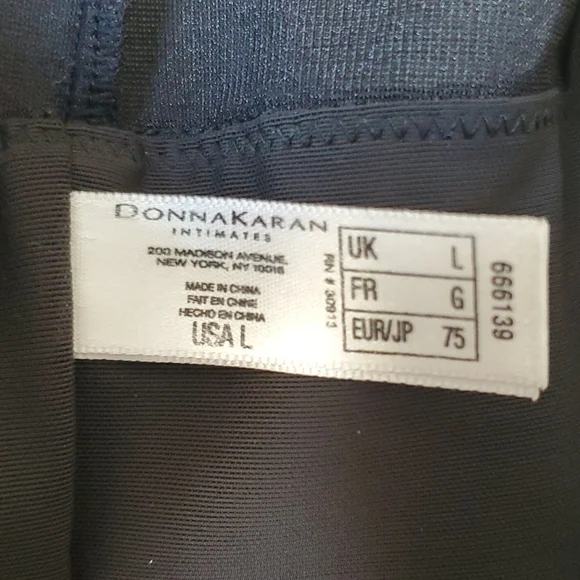 DONNAKARAN
INTIMATES
200 MADISON AVENUE,
NEW YORK, NY 10016
MADE IN CHINA
FAIT EN CHINE
HECHO EN CHINA
USA L
RN # 30913
UK L
FR G
EUR/JP 75
666139